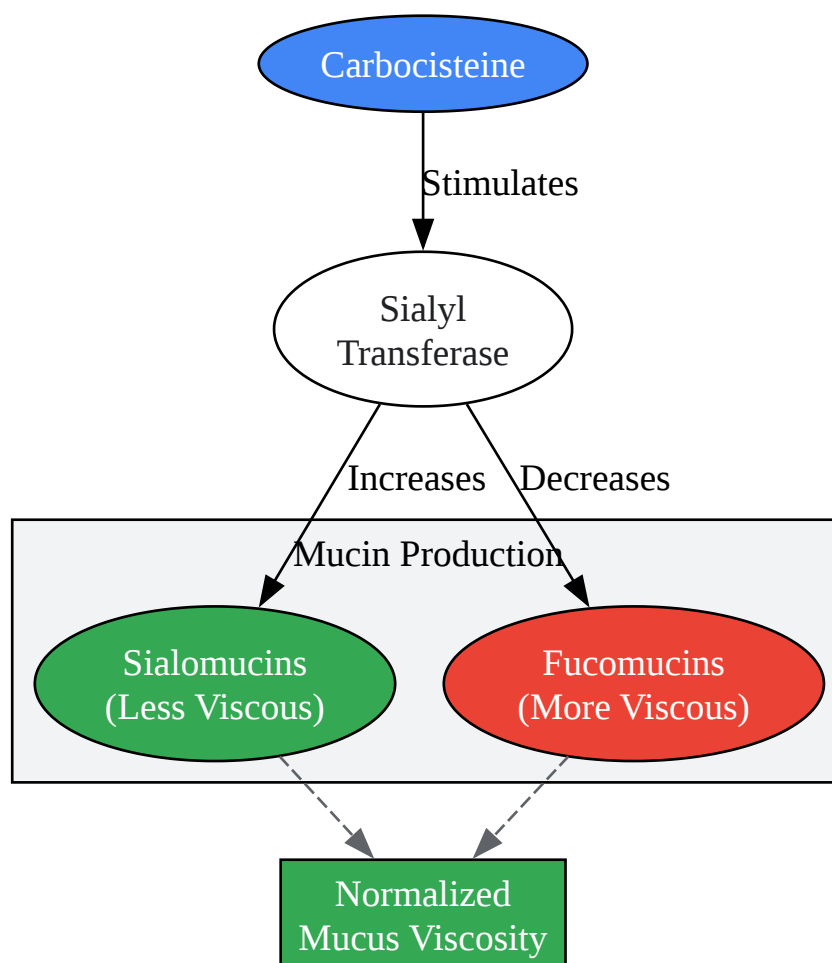 Carbocisteine
Stimulates
Sialyl
Transferase
Increases
Decreases
Mucin Production
Sialomucins
(Less Viscous)
Fucomucins
(More Viscous)
Normalized
Mucus Viscosity